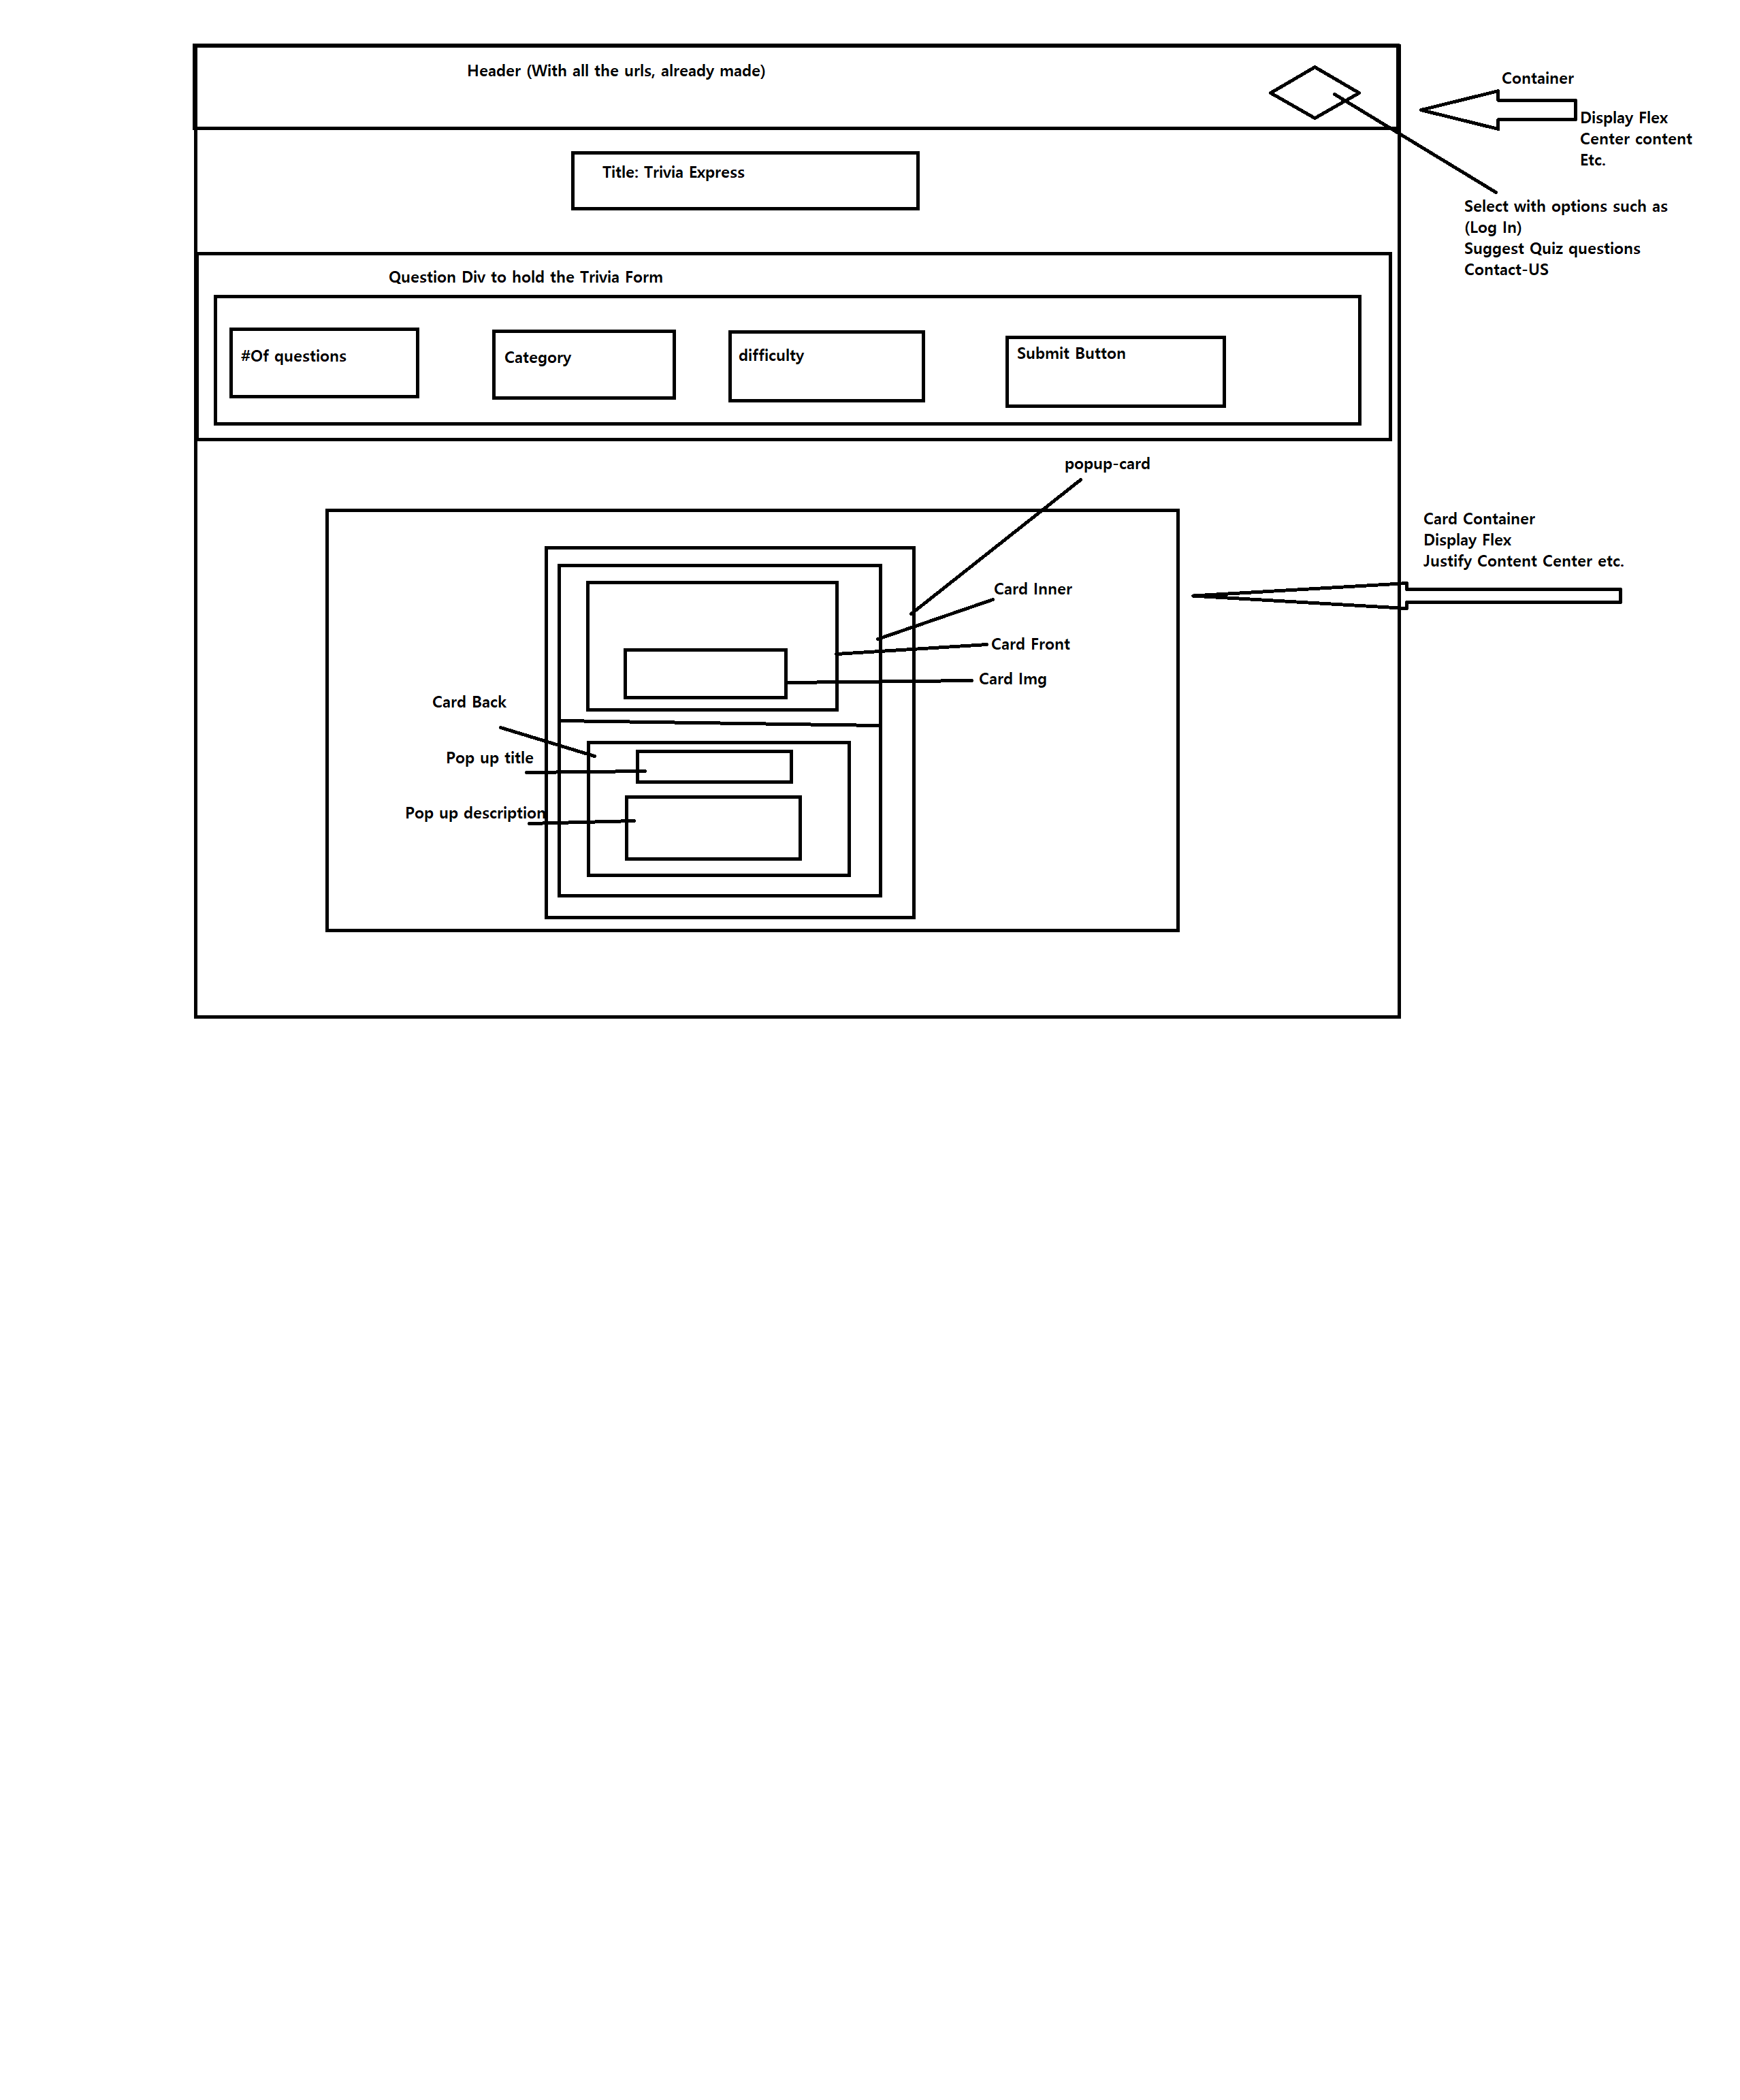 Header (With all the urls, already made)
Container
Display Flex
Center content
Etc.
Title: Trivia Express
Select with options such as
(Log In)
Suggest Quiz questions
Contact-US
Question Div to hold the Trivia Form
#Of questions
Category
difficulty
Submit Button
popup-card
Card Container
Display Flex
Justify Content Center etc.
Card Inner
Card Front
Card Img
Card Back
Pop up title
Pop up description